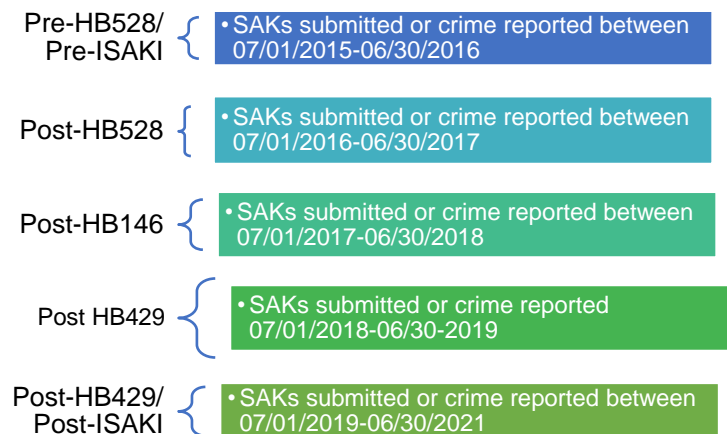 Pre-HB528/
Pre-ISAKI
• SAKs submitted or crime reported between
07/01/2015-06/30/2016
Post-HB528
• SAKs submitted or crime reported between
07/01/2016-06/30/2017
Post-HB146
• SAKs submitted or crime reported between
07/01/2017-06/30/2018
Post HB429
• SAKs submitted or crime reported
07/01/2018-06/30-2019
Post-HB429/
Post-ISAKI
• SAKs submitted or crime reported between
07/01/2019-06/30/2021